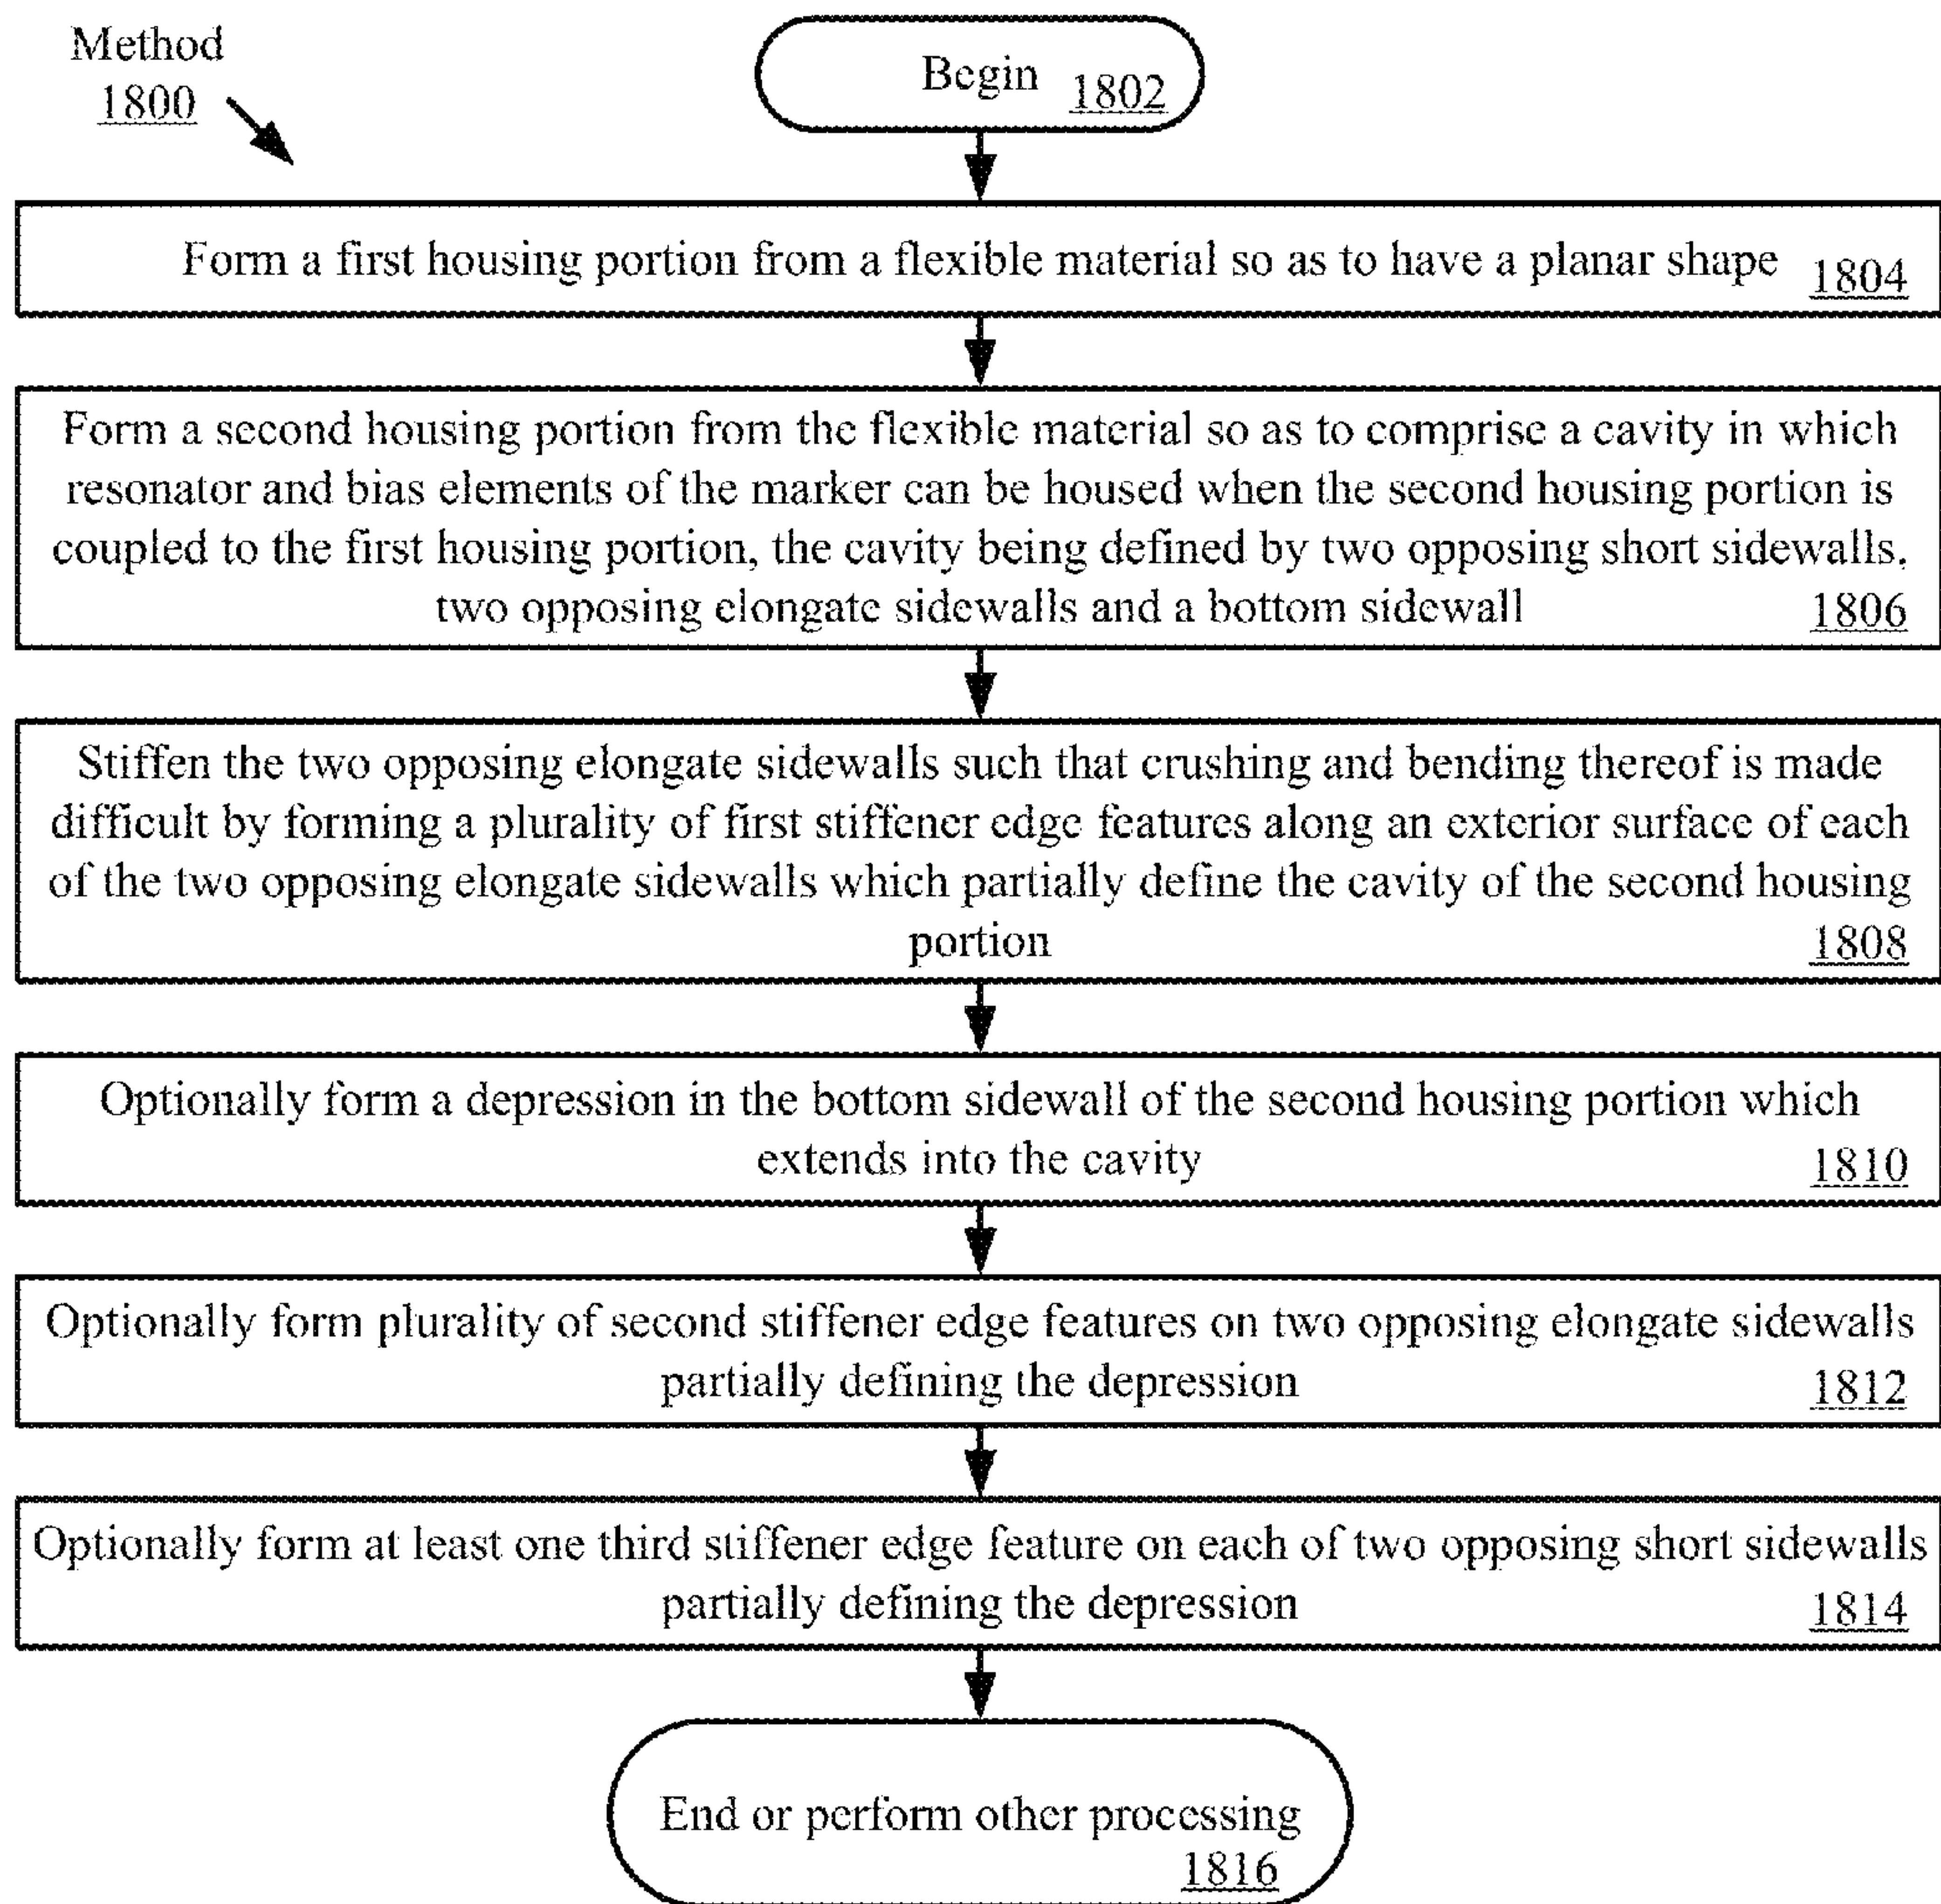 Method
1800
Begin 1802
Form a first housing portion from a flexible material so as to have a planar shape 1804
Form a second housing portion from the flexible material so as to comprise a cavity in which
resonator and bias elements of the marker can be housed when the second housing portion is
coupled to the first housing portion, the cavity being defined by two opposing short sidewalls,
two opposing elongate sidewalls and a bottom sidewall 1806
Stiffen the two opposing elongate sidewalls such that crushing and bending thereof is made
difficult by forming a plurality of first stiffener edge features along an exterior surface of each
of the two opposing elongate sidewalls which partially define the cavity of the second housing
portion 1808
Optionally form a depression in the bottom sidewall of the second housing portion which
extends into the cavity 1810
Optionally form plurality of second stiffener edge features on two opposing elongate sidewalls
partially defining the depression 1812
Optionally form at least one third stiffener edge feature on each of two opposing short sidewalls
partially defining the depression 1814
End or perform other processing
1816